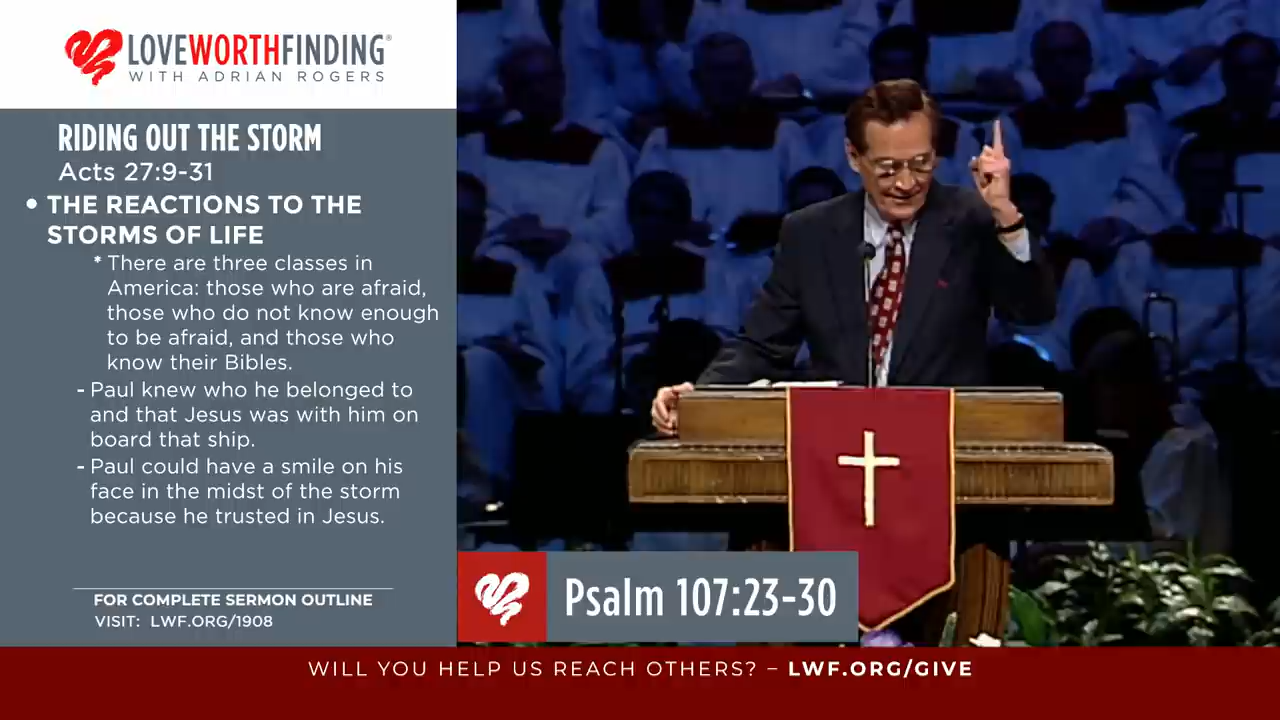 LOVEWORTHFINDING®
WITH ADRIAN ROGERS
RIDING OUT THE STORM
Acts 27:9-31
• THE REACTIONS TO THE
STORMS OF LIFE
* There are three classes in
America: those who are afraid,
those who do not know enough
to be afraid, and those who
know their Bibles.
- Paul knew who he belonged to
and that Jesus was with him on
board that ship.
- Paul could have a smile on his
face in the midst of the storm
because he trusted in Jesus.
FOR COMPLETE SERMON OUTLINE
VISIT: LWF.ORG/1908
Psalm 107:23-30
WILL YOU HELP US REACH OTHERS? – LWF.ORG/GIVE